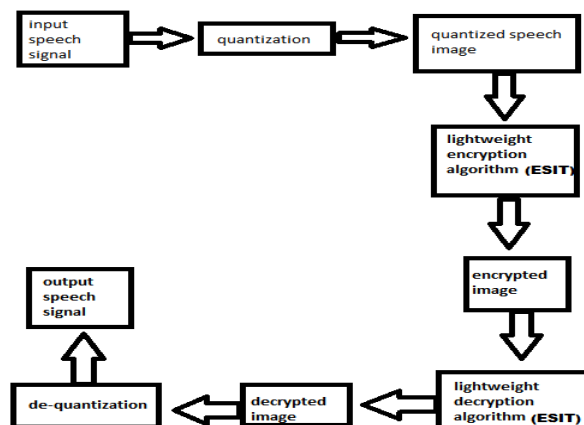 input
speech
signal
quantization
quantized speech
image
lightweight
encryption
algorithm (ESIT)
encrypted
image
lightweight
decryption
algorithm (ESIT)
decrypted
image
de-quantization
output
speech
signal